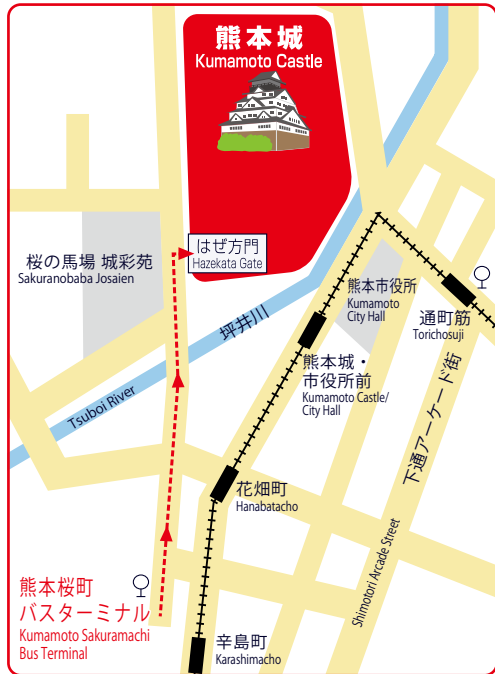 熊本城
Kumamoto Castle
はぜ方門
Hazekata Gate
桜の馬場 城彩苑
Sakuranobaba Josaien
熊本市役所
Kumamoto
City Hall
通町筋
Torichosuji
坪井川
Tsuboi River
熊本城・
市役所前
Kumamoto Castle/
City Hall
下通アーケード街
Shimotori Arcade Street
花畑町
Hanabatacho
熊本桜町
バスターミナル
Kumamoto Sakuramachi
Bus Terminal
辛島町
Karashimacho